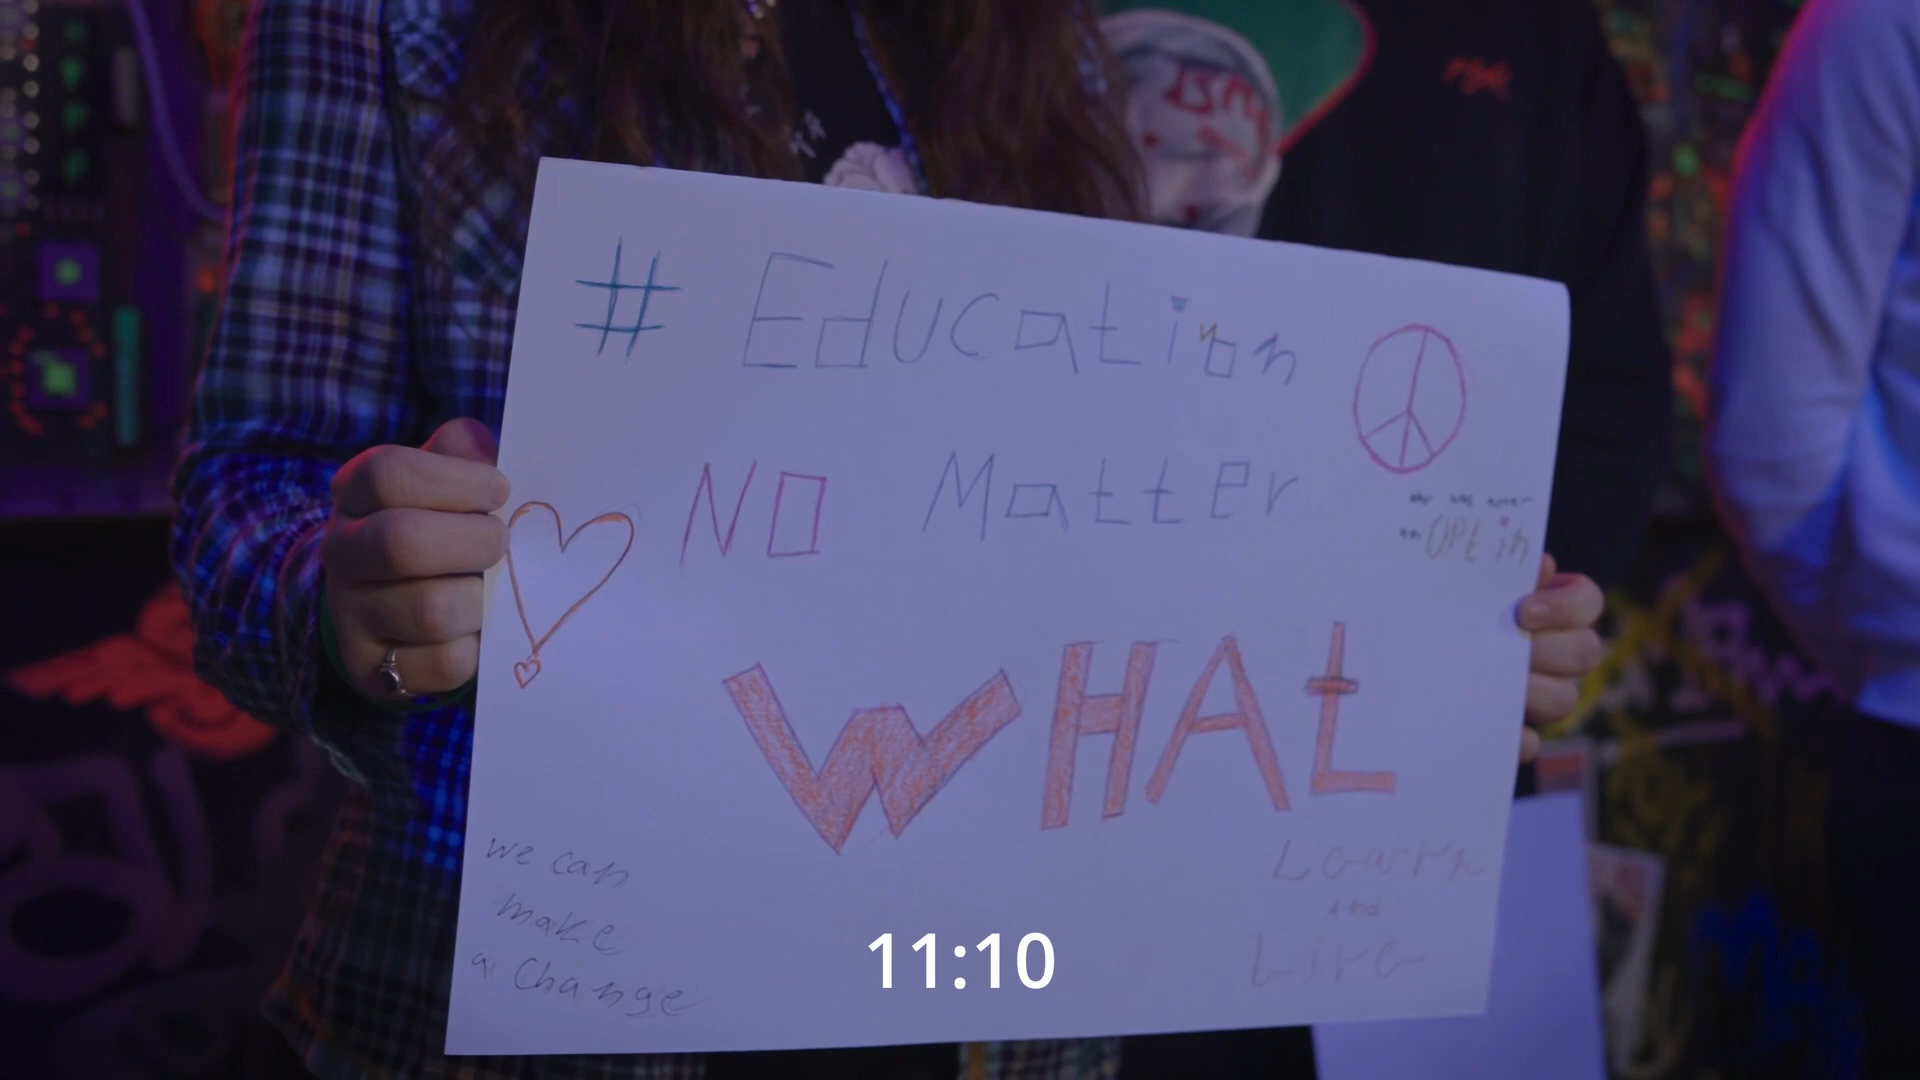 # Education
NO Matter
WHAt
OPt in
we can
make
a Change
Learn
and
Live
11:10